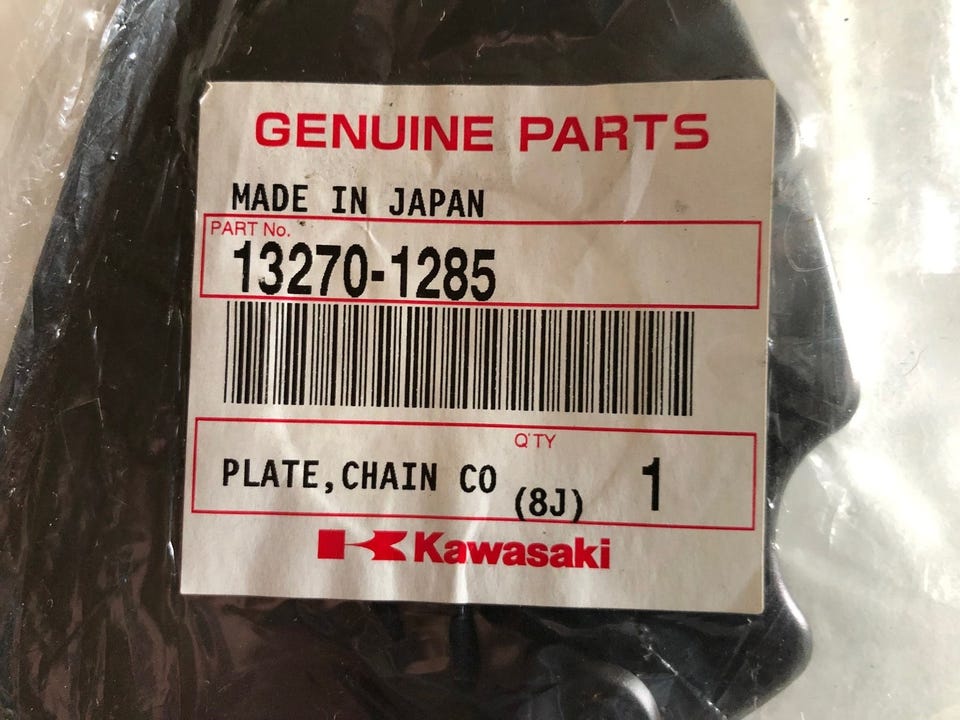 GENUINE PARTS
MADE IN JAPAN
PART No.
13270-1285
Q'TY
PLATE,CHAIN CO (8J) 1
Kawasaki